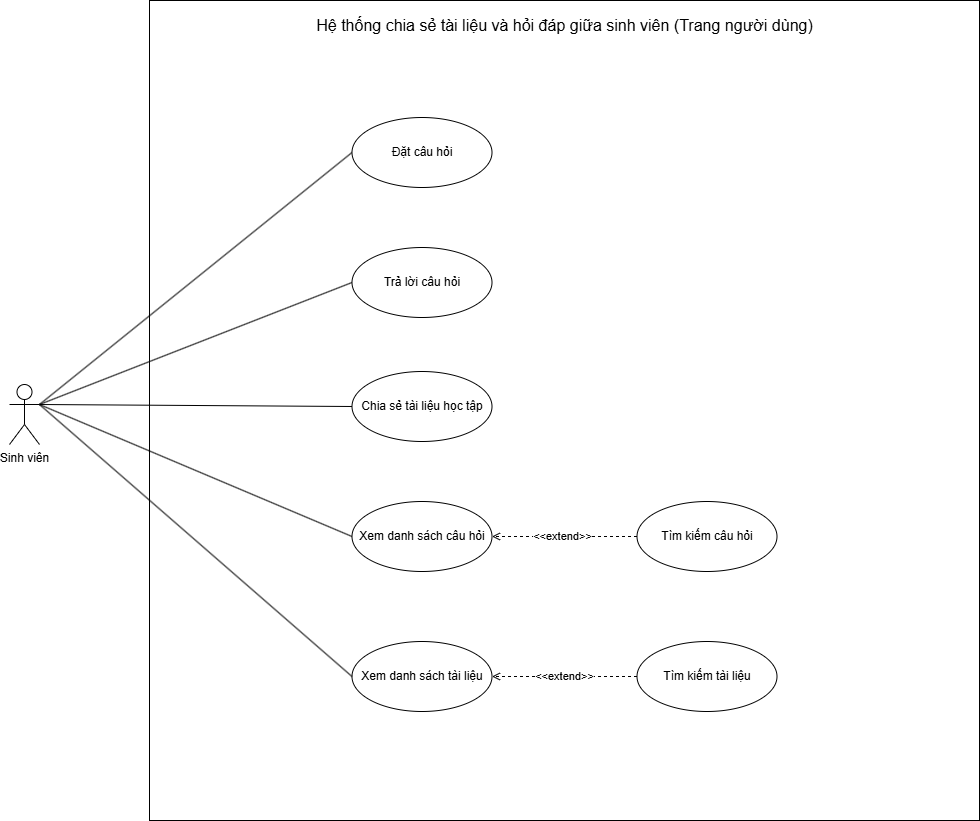 Hệ thống chia sẻ tài liệu và hỏi đáp giữa sinh viên (Trang người dùng)
Đặt câu hỏi
Trả lời câu hỏi
Chia sẻ tài liệu học tập
Sinh viên
Xem danh sách câu hỏi
<<extend>>
Tìm kiếm câu hỏi
Xem danh sách tài liệu
<<extend>>
Tìm kiếm tài liệu